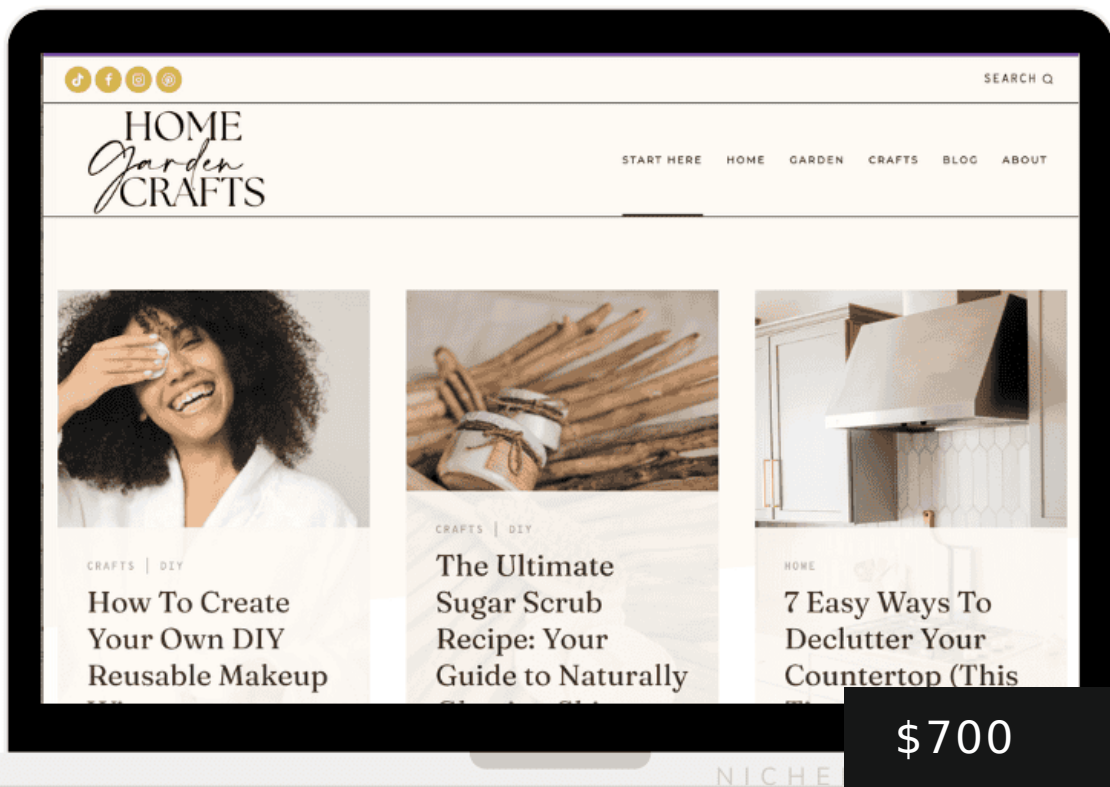 SEARCH
HOME
Garden
CRAFTS
START HERE HOME GARDEN CRAFTS BLOG ABOUT
CRAFTS | DIY
How To Create
Your Own DIY
Reusable Makeup
CRAFTS | DIY
The Ultimate
Sugar Scrub
Recipe: Your
Guide to Naturally
HOME
7 Easy Ways To
Declutter Your
Countertop (This
$700
NICHE